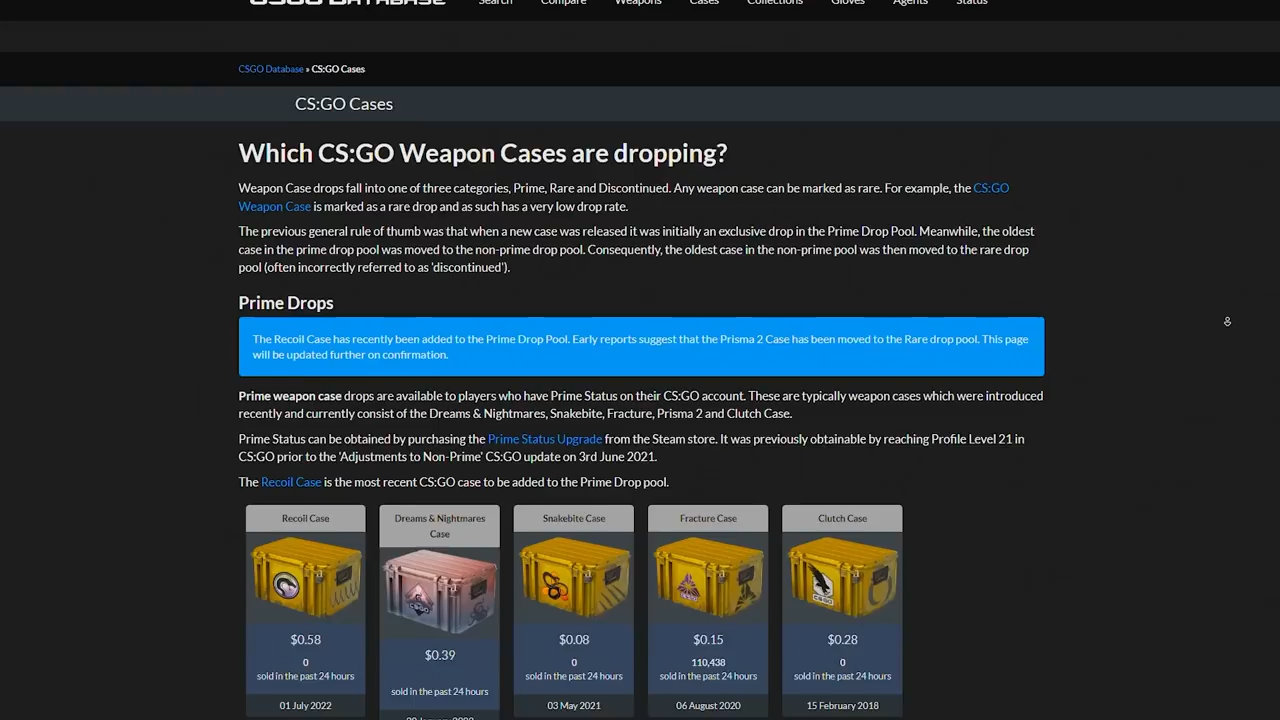 CSGO DATABASE Search Compare Weapons Cases Collections Gloves Agents Status
CSGO Database » CS:GO Cases
CS:GO Cases
Which CS:GO Weapon Cases are dropping?
Weapon Case drops fall into one of three categories, Prime, Rare and Discontinued. Any weapon case can be marked as rare. For example, the CS:GO
Weapon Case is marked as a rare drop and as such has a very low drop rate.
The previous general rule of thumb was that when a new case was released it was initially an exclusive drop in the Prime Drop Pool. Meanwhile, the oldest
case in the prime drop pool was moved to the non-prime drop pool. Consequently, the oldest case in the non-prime pool was then moved to the rare drop
pool (often incorrectly referred to as 'discontinued').
Prime Drops
The Recoil Case has recently been added to the Prime Drop Pool. Early reports suggest that the Prisma 2 Case has been moved to the Rare drop pool. This page
will be updated further on confirmation.
Prime weapon case drops are available to players who have Prime Status on their CS:GO account. These are typically weapon cases which were introduced
recently and currently consist of the Dreams & Nightmares, Snakebite, Fracture, Prisma 2 and Clutch Case.
Prime Status can be obtained by purchasing the Prime Status Upgrade from the Steam store. It was previously obtainable by reaching Profile Level 21 in
CS:GO prior to the 'Adjustments to Non-Prime' CS:GO update on 3rd June 2021.
The Recoil Case is the most recent CS:GO case to be added to the Prime Drop pool.
Recoil Case
$0.58
0
sold in the past 24 hours
01 July 2022
Dreams & Nightmares
Case
CS:GO
$0.39
sold in the past 24 hours
Snakebite Case
$0.08
0
sold in the past 24 hours
03 May 2021
Fracture Case
$0.15
110,438
sold in the past 24 hours
06 August 2020
Clutch Case
CS:GO
$0.28
0
sold in the past 24 hours
15 February 2018